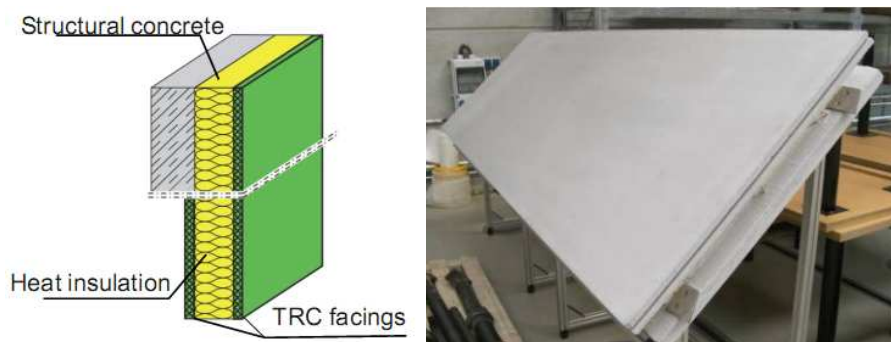 Structural concrete
Heat insulation
TRC facings